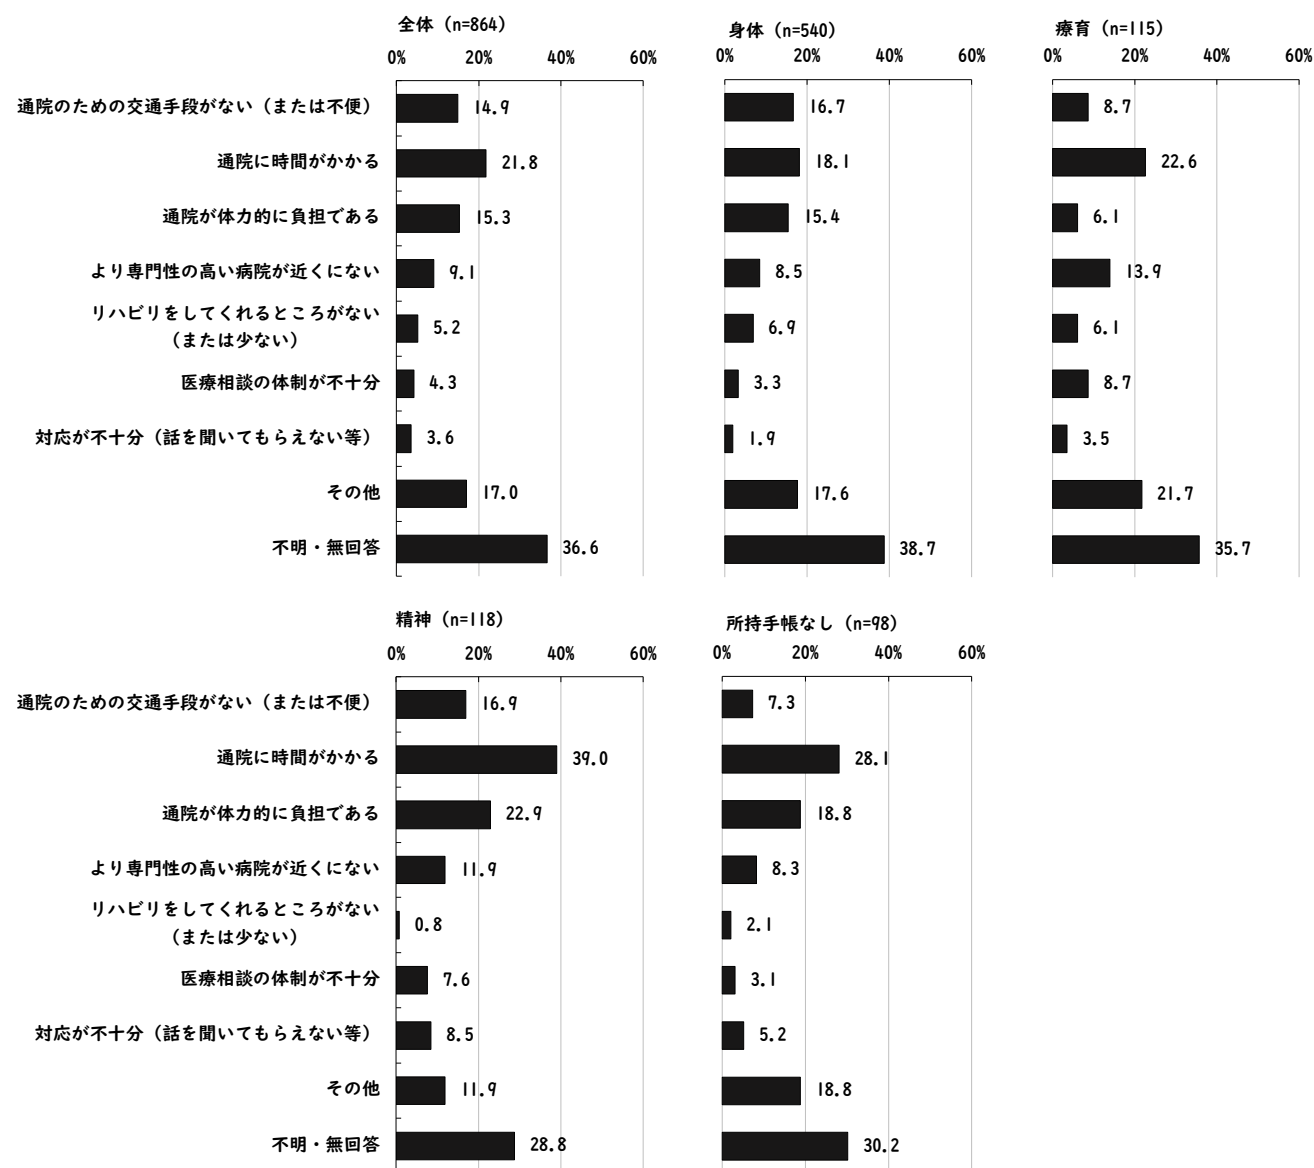 全体（n=864）
0% 20% 40% 60%
通院のための交通手段がない（または不便） 14.9
通院に時間がかかる 21.8
通院が体力的に負担である 15.3
より専門性の高い病院が近くにない 9.1
リハビリをしてくれるところがない
（または少ない） 5.2
医療相談の体制が不十分 4.3
対応が不十分（話を聞いてもらえない等） 3.6
その他 17.0
不明・無回答 36.6
身体（n=540）
0% 20% 40% 60%
16.7
18.1
15.4
8.5
6.9
3.3
1.9
17.6
38.7
療育（n=115）
0% 20% 40% 60%
8.7
22.6
6.1
13.9
6.1
8.7
3.5
21.7
35.7
精神（n=118）
0% 20% 40% 60%
通院のための交通手段がない（または不便） 16.9
通院に時間がかかる 39.0
通院が体力的に負担である 22.9
より専門性の高い病院が近くにない 11.9
リハビリをしてくれるところがない
（または少ない） 0.8
医療相談の体制が不十分 7.6
対応が不十分（話を聞いてもらえない等） 8.5
その他 11.9
不明・無回答 28.8
所持手帳なし（n=98）
0% 20% 40% 60%
7.3
28.1
18.8
8.3
2.1
3.1
5.2
18.8
30.2